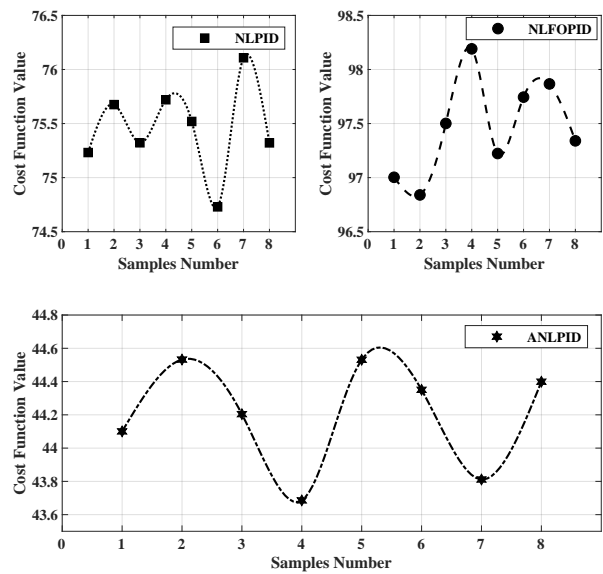 76.5
76
75.5
75
74.5
Cost Function Value
NLPID
0 1 2 3 4 5 6 7 8
Samples Number
98.5
98
97.5
97
96.5
Cost Function Value
NLFOPID
0 1 2 3 4 5 6 7 8
Samples Number
44.8
44.6
44.4
44.2
44
43.8
43.6
Cost Function Value
ANLPID
0 1 2 3 4 5 6 7 8
Samples Number